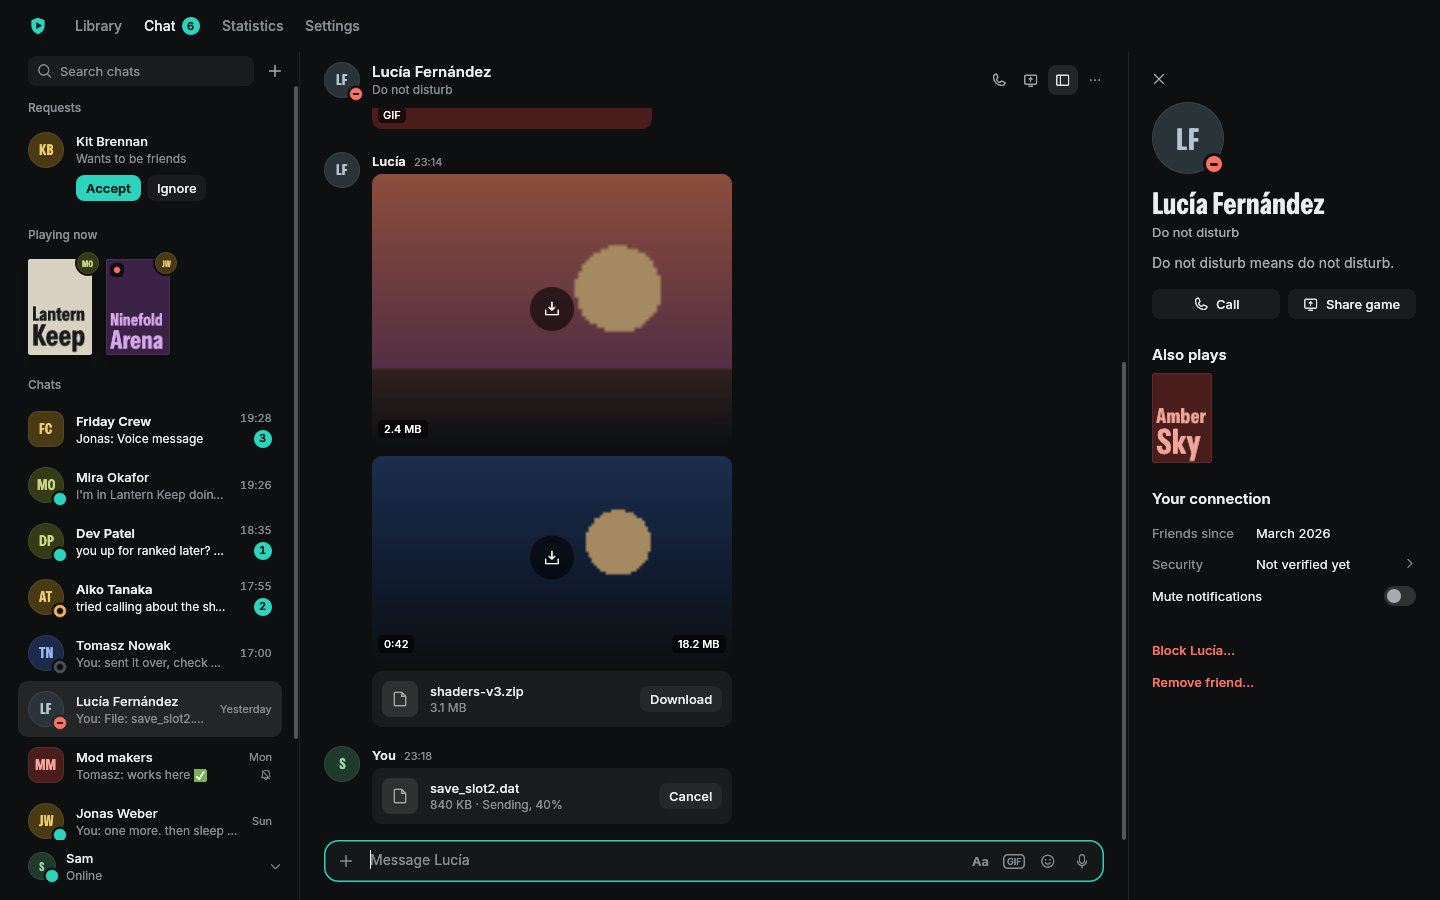 Library
Chat
6
Statistics
Settings
Search chats
Requests
KB
Kit Brennan
Wants to be friends
Accept
Ignore
Playing now
MO
Lantern
Keep
JW
Ninefold
Arena
Chats
FC
Friday Crew
19:28
Jonas: Voice message
3
MO
Mira Okafor
19:26
I'm in Lantern Keep doin...
DP
Dev Patel
18:35
you up for ranked later? ...
1
AT
Aiko Tanaka
17:55
tried calling about the sh...
2
TN
Tomasz Nowak
17:00
You: sent it over, check ...
LF
Lucía Fernández
Yesterday
You: File: save_slot2....
MM
Mod makers
Mon
Tomasz: works here ✅
JW
Jonas Weber
Sun
You: one more. then sleep ...
S
Sam
Online
LF
Lucía Fernández
Do not disturb
GIF
LF
Lucía 23:14
2.4 MB
0:42
18.2 MB
shaders-v3.zip
3.1 MB
Download
S
You 23:18
save_slot2.dat
840 KB · Sending, 40%
Cancel
Message Lucía
Aa
GIF
LF
Lucía Fernández
Do not disturb
Do not disturb means do not disturb.
Call
Share game
Also plays
Amber
Sky
Your connection
Friends since March 2026
Security Not verified yet
Mute notifications
Block Lucía...
Remove friend...